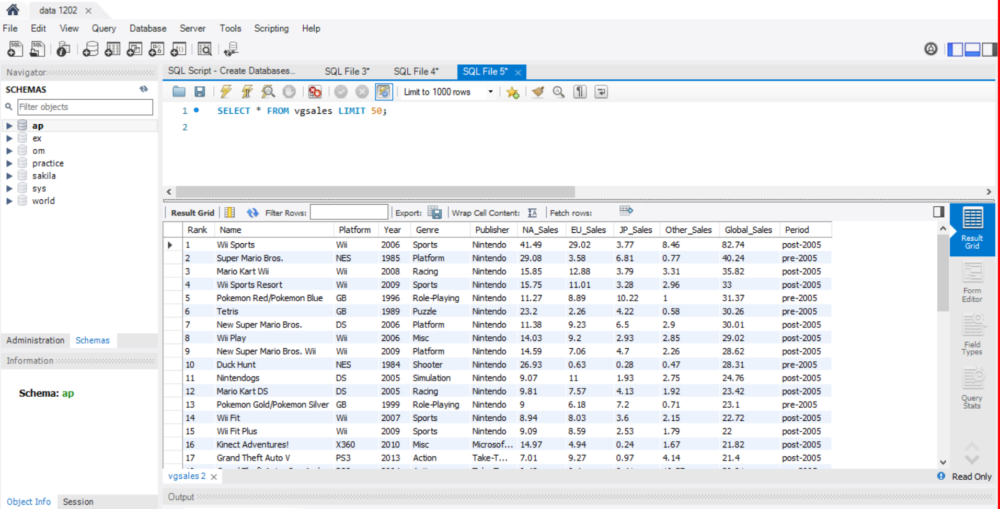 data 1202
File Edit View Query Database Server Tools Scripting Help
Navigator
SQL Script - Create Databases... SQL File 3* SQL File 4* SQL File 5*
SCHEMAS
Limit to 1000 rows
Filter objects
1 SELECT * FROM vgsales LIMIT 50;
2
ap
ex
om
practice
sakila
sys
world
Result Grid Filter Rows: Export: Wrap Cell Content: Fetch rows:
Rank Name Platform Year Genre Publisher NA_Sales EU_Sales JP_Sales Other_Sales Global_Sales Period
1 Wii Sports Wii 2006 Sports Nintendo 41.49 29.02 3.77 8.46 82.74 post-2005
2 Super Mario Bros. NES 1985 Platform Nintendo 29.08 3.58 6.81 0.77 40.24 pre-2005
3 Mario Kart Wii Wii 2008 Racing Nintendo 15.85 12.88 3.79 3.31 35.82 post-2005
4 Wii Sports Resort Wii 2009 Sports Nintendo 15.75 11.01 3.28 2.96 33 post-2005
5 Pokemon Red/Pokemon Blue GB 1996 Role-Playing Nintendo 11.27 8.89 10.22 1 31.37 pre-2005
6 Tetris GB 1989 Puzzle Nintendo 23.2 2.26 4.22 0.58 30.26 pre-2005
7 New Super Mario Bros. DS 2006 Platform Nintendo 11.38 9.23 6.5 2.9 30.01 post-2005
8 Wii Play Wii 2006 Misc Nintendo 14.03 9.2 2.93 2.85 29.02 post-2005
9 New Super Mario Bros. Wii Wii 2009 Platform Nintendo 14.59 7.06 4.7 2.26 28.62 post-2005
10 Duck Hunt NES 1984 Shooter Nintendo 26.93 0.63 0.28 0.47 28.31 pre-2005
11 Nintendogs DS 2005 Simulation Nintendo 9.07 11 1.93 2.75 24.76 post-2005
12 Mario Kart DS DS 2005 Racing Nintendo 9.81 7.57 4.13 1.92 23.42 post-2005
13 Pokemon Gold/Pokemon Silver GB 1999 Role-Playing Nintendo 9 6.18 7.2 0.71 23.1 pre-2005
14 Wii Fit Wii 2007 Sports Nintendo 8.94 8.03 3.6 2.15 22.72 post-2005
15 Wii Fit Plus Wii 2009 Sports Nintendo 9.09 8.59 2.53 1.79 22 post-2005
16 Kinect Adventures! X360 2010 Misc Microsof... 14.97 4.94 0.24 1.67 21.82 post-2005
17 Grand Theft Auto V PS3 2013 Action Take-T... 7.01 9.27 0.97 4.14 21.4 post-2005
Result
Grid
Form
Editor
Field
Types
Query
Stats
Administration Schemas
Information
Schema: ap
vgsales 2
Read Only
Output
Object Info Session